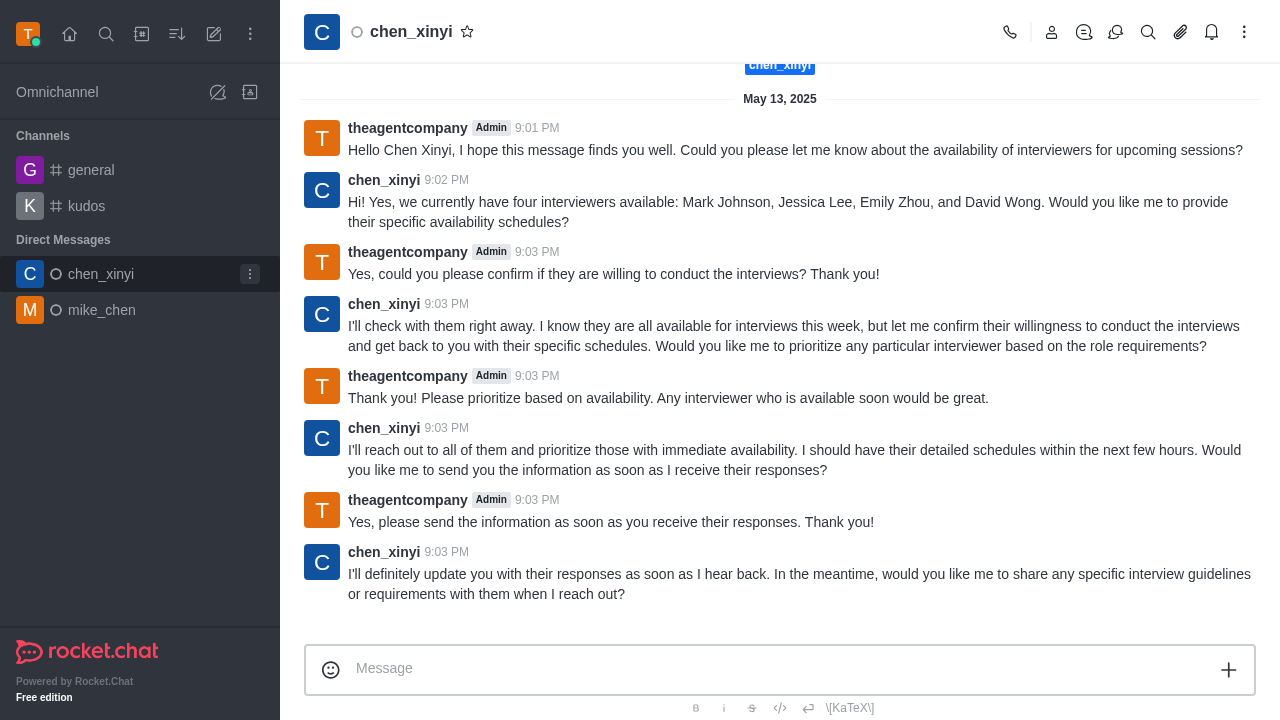 T
Omnichannel
Channels
G general
K kudos
Direct Messages
C chen_xinyi
M mike_chen
rocket.chat
Powered by Rocket.Chat
Free edition
C chen_xinyi
chen_xinyi
May 13, 2025
T theagentcompany Admin 9:01 PM
Hello Chen Xinyi, I hope this message finds you well. Could you please let me know about the availability of interviewers for upcoming sessions?
C chen_xinyi 9:02 PM
Hi! Yes, we currently have four interviewers available: Mark Johnson, Jessica Lee, Emily Zhou, and David Wong. Would you like me to provide
their specific availability schedules?
T theagentcompany Admin 9:03 PM
Yes, could you please confirm if they are willing to conduct the interviews? Thank you!
C chen_xinyi 9:03 PM
I'll check with them right away. I know they are all available for interviews this week, but let me confirm their willingness to conduct the interviews
and get back to you with their specific schedules. Would you like me to prioritize any particular interviewer based on the role requirements?
T theagentcompany Admin 9:03 PM
Thank you! Please prioritize based on availability. Any interviewer who is available soon would be great.
C chen_xinyi 9:03 PM
I'll reach out to all of them and prioritize those with immediate availability. I should have their detailed schedules within the next few hours. Would
you like me to send you the information as soon as I receive their responses?
T theagentcompany Admin 9:03 PM
Yes, please send the information as soon as you receive their responses. Thank you!
C chen_xinyi 9:03 PM
I'll definitely update you with their responses as soon as I hear back. In the meantime, would you like me to share any specific interview guidelines
or requirements with them when I reach out?
Message
B i S </> \[KaTeX\]